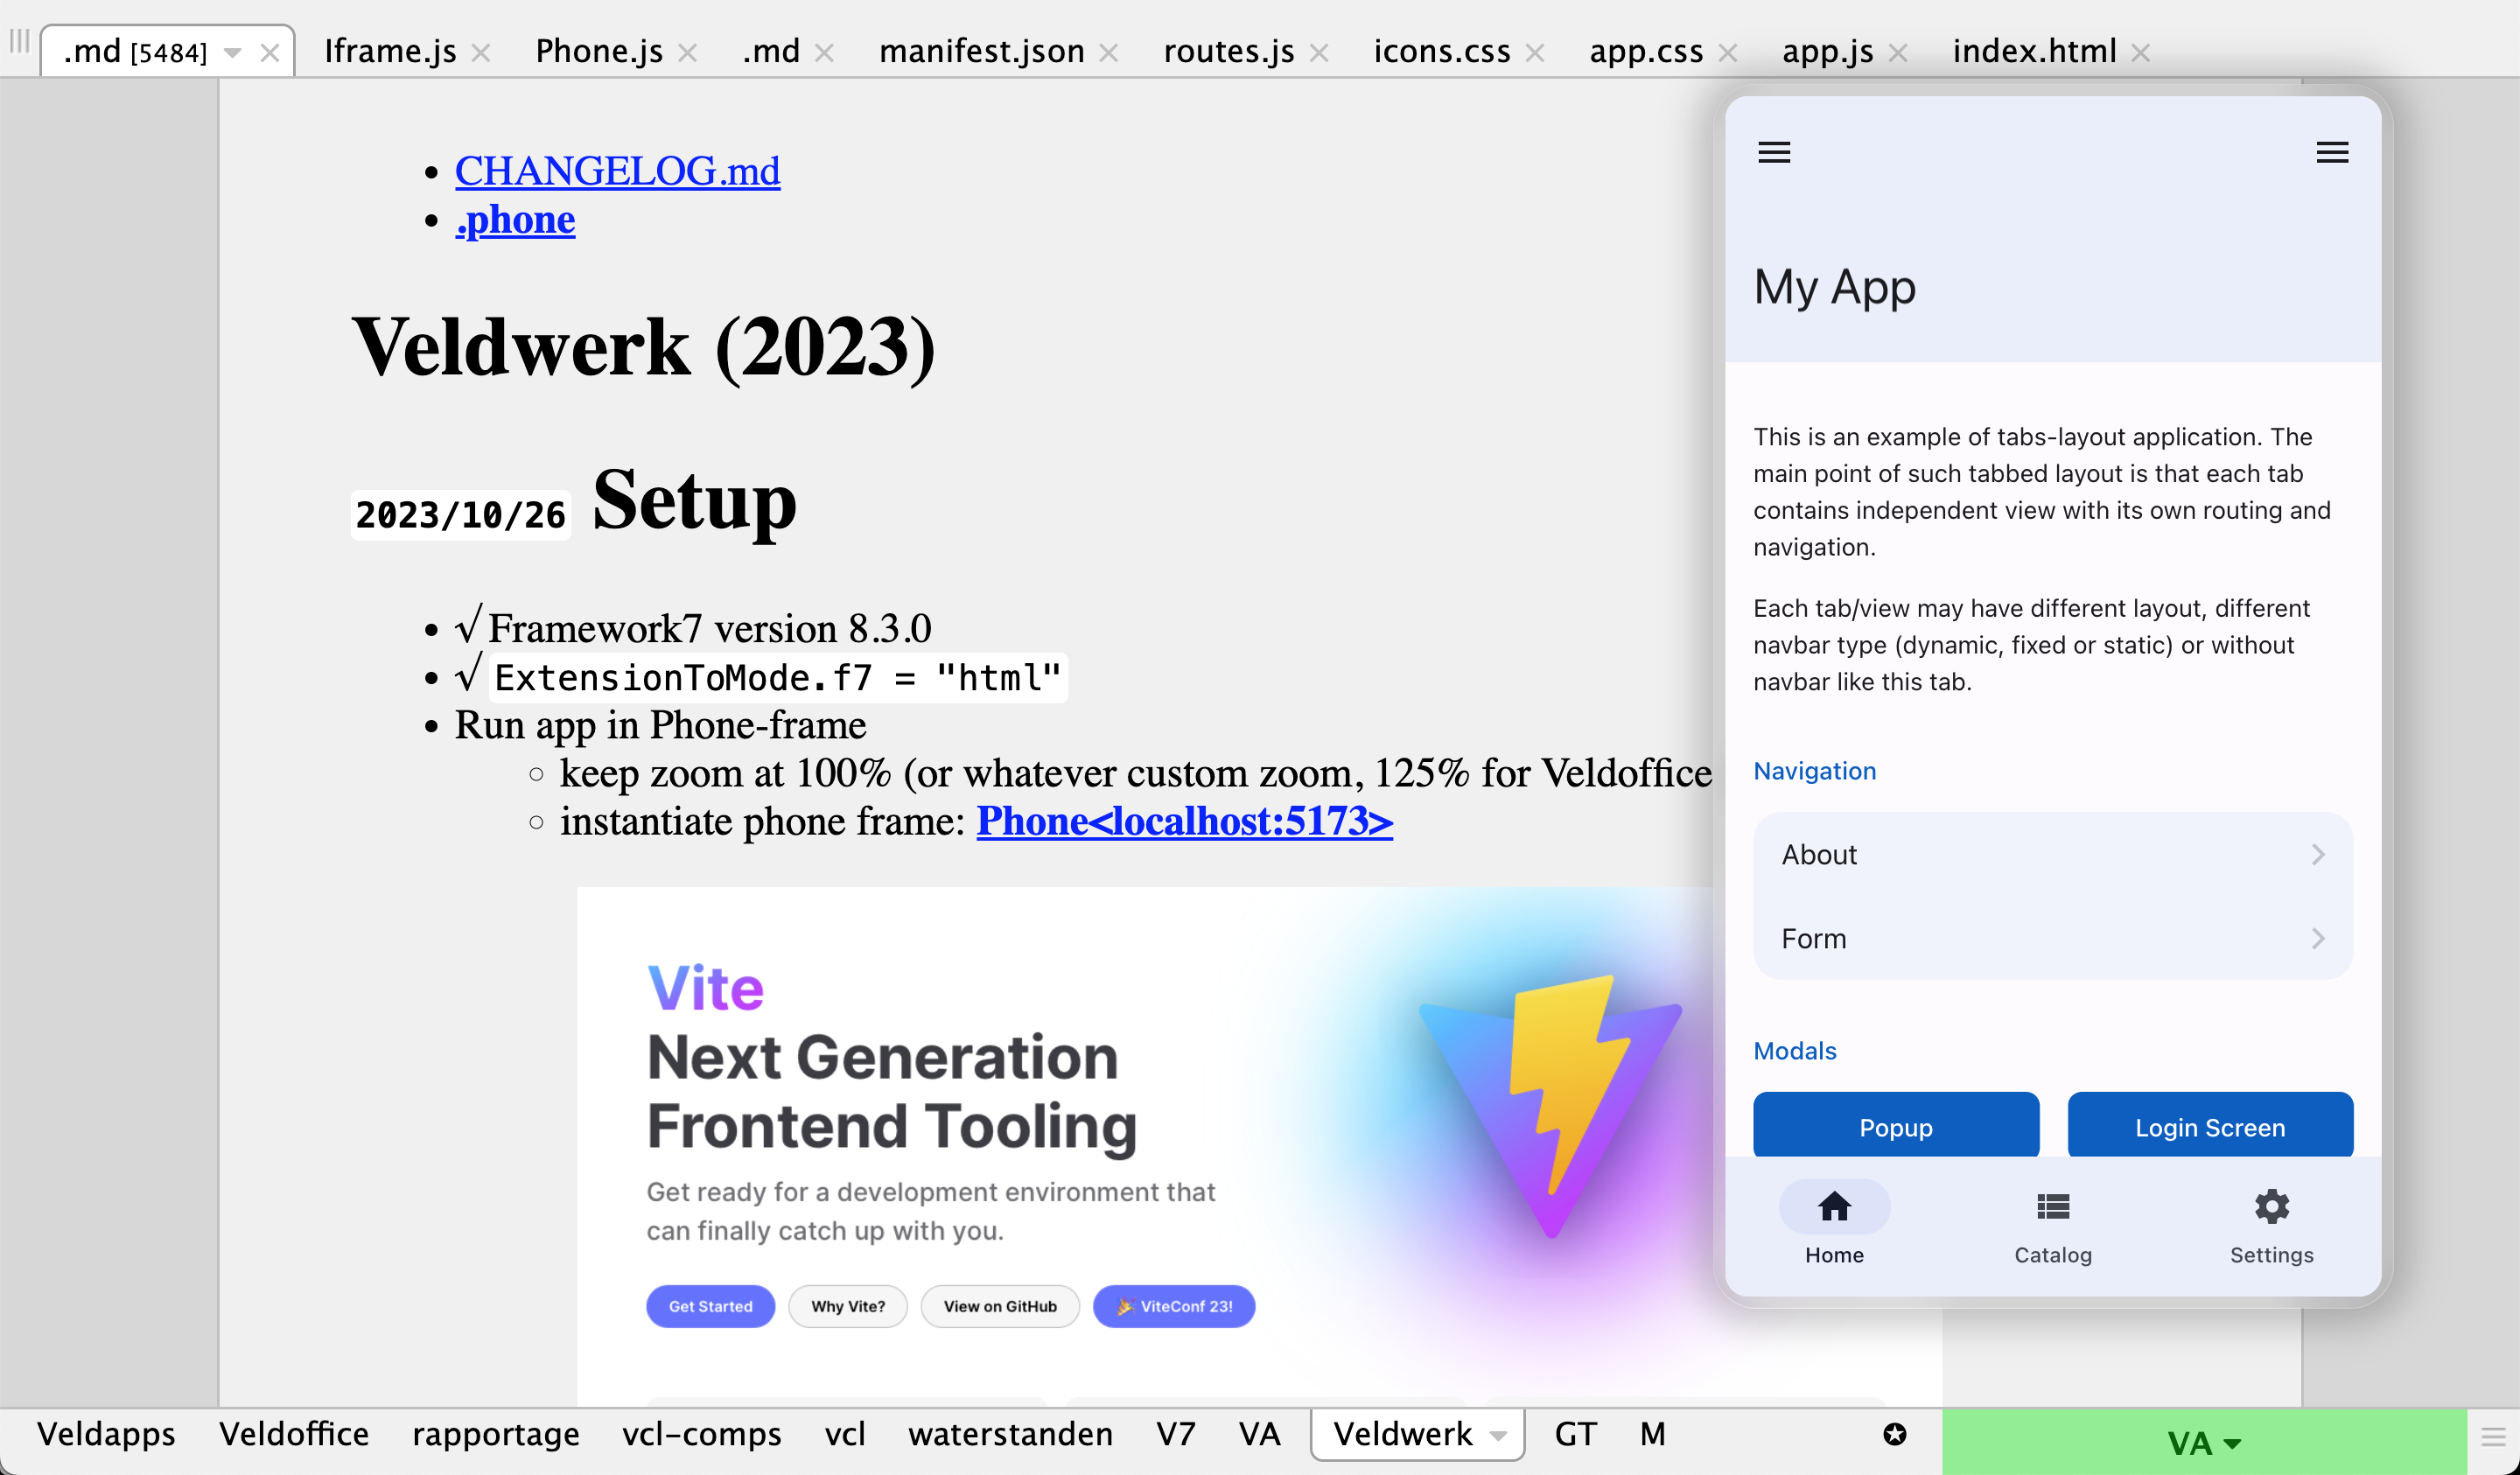 .md [5484]
Iframe.js
Phone.js
.md
manifest.json
routes.js
icons.css
app.css
app.js
index.html
CHANGELOG.md
.phone
Veldwerk (2023)
2023/10/26 Setup
√ Framework7 version 8.3.0
√ ExtensionToMode.f7 = "html"
Run app in Phone-frame
keep zoom at 100% (or whatever custom zoom, 125% for Veldoffice
instantiate phone frame: Phone<localhost:5173>
Vite
Next Generation
Frontend Tooling
Get ready for a development environment that
can finally catch up with you.
Get Started
Why Vite?
View on GitHub
🎉 ViteConf 23!
My App
This is an example of tabs-layout application. The
main point of such tabbed layout is that each tab
contains independent view with its own routing and
navigation.
Each tab/view may have different layout, different
navbar type (dynamic, fixed or static) or without
navbar like this tab.
Navigation
About
Form
Modals
Popup
Login Screen
Home
Catalog
Settings
Veldapps
Veldoffice
rapportage
vcl-comps
vcl
waterstanden
V7
VA
Veldwerk
GT
M
VA